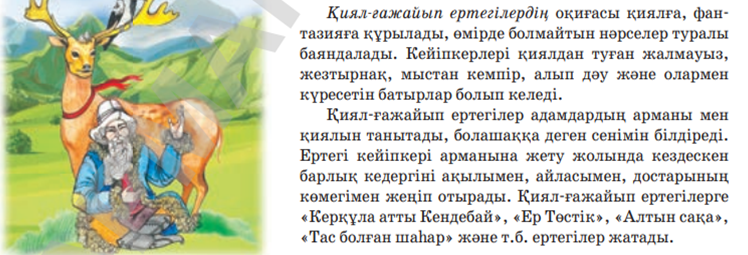 Қиял-ғажайып ертегілердің оқиғасы қиялға, фан-
тазияға құрылады, өмірде болмайтын нәрселер туралы
баяндалады. Кейіпкерлері қиялдан туған жалмауыз,
жезтырнақ, мыстан кемпір, алып дәу және олармен
күресетін батырлар болып келеді.
Қиял-ғажайып ертегілер адамдардың арманы мен
қиялын танытады, болашаққа деген сенімін білдіреді.
Ертегі кейіпкері арманына жету жолында кездескен
барлық кедергіні ақылымен, айласымен, достарының
көмегімен жеңіп отырады. Қиял-ғажайып ертегілерге
«Керқұла атты Кендебай», «Ер Төстік», «Алтын сақа»,
«Тас болған шаһар» және т.б. ертегілер жатады.